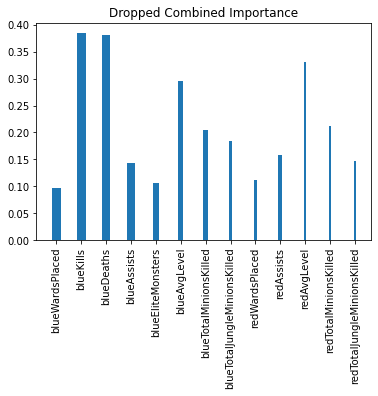 Dropped Combined Importance
0.40
0.35
0.30
0.25
0.20
0.15
0.10
0.05
0.00
blueWardsPlaced
blueKills
blueDeaths
blueAssists
blueEliteMonsters
blueAvgLevel
blueTotalMinionsKilled
blueTotalJungleMinionsKilled
redWardsPlaced
redAssists
redAvgLevel
redTotalMinionsKilled
redTotalJungleMinionsKilled